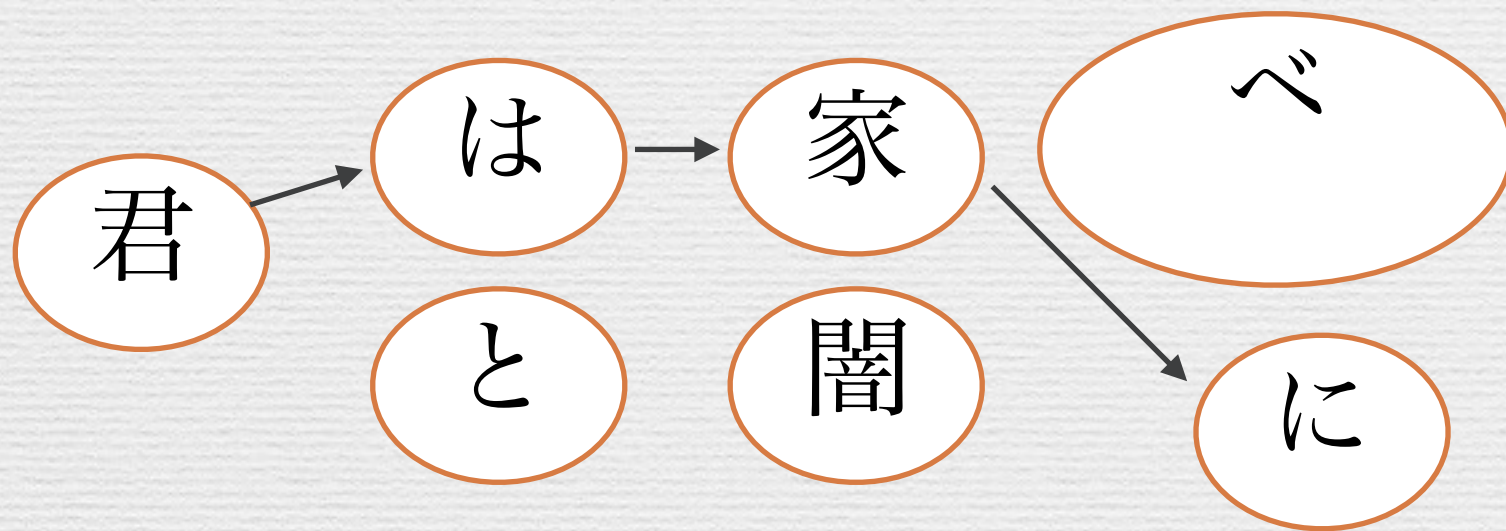 君
は
家
べ
と
闇
に